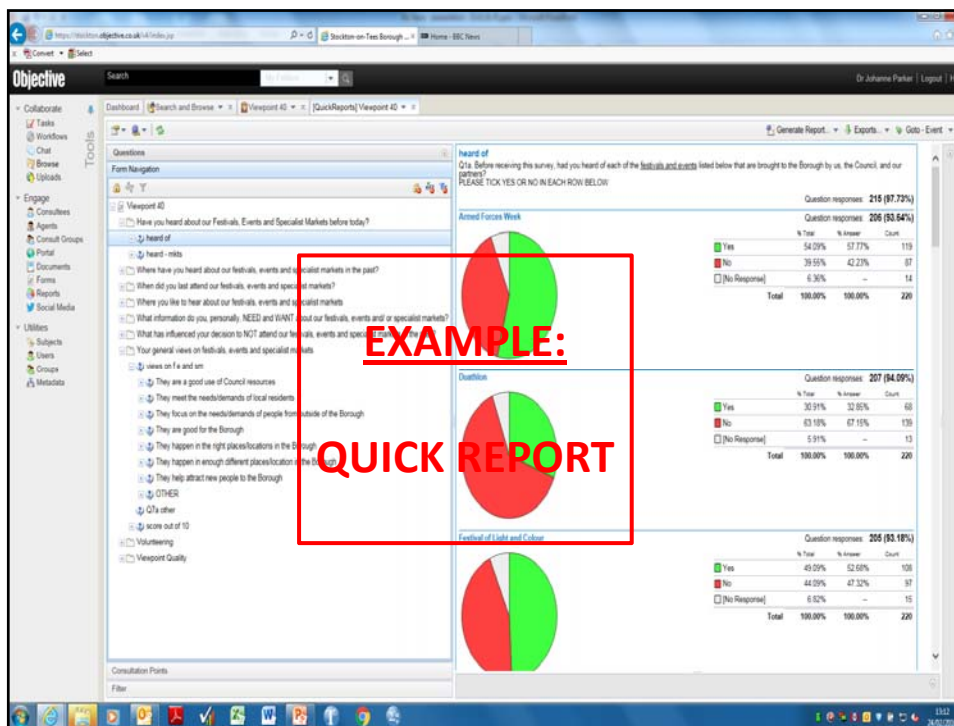 https://stockton.objective.co.uk/v4/index.jsp
Stockton-on-Tees Borough ...
Home - BBC News
Convert
Select
Objective
Search
Dr Johanne Parker | Logout | H
Collaborate
Tasks
Workflows
Chat
Browse
Uploads
Tools
Engage
Consultees
Agents
Consult Groups
Portal
Documents
Forms
Reports
Social Media
Utilities
Subjects
Users
Groups
Metadata
Dashboard
Search and Browse
Viewpoint 40
[QuickReports] Viewpoint 40
Generate Report...
Exports...
Goto - Event
Questions
Form Navigation
Viewpoint 40
Have you heard about our Festivals, Events and Specialist Markets before today?
heard of
heard - mkts
Where have you heard about our festivals, events and specialist markets in the past?
When did you last attend our festivals, events and specialist markets?
Where you like to hear about our festivals, events and specialist markets
What information do you, personally, NEED and WANT about our festivals, events and/ or specialist markets?
What has influenced your decision to NOT attend our festivals, events and specialist markets in the
Your general views on festivals, events and specialist markets
views on f e and sm
They are a good use of Council resources
They meet the needs/demands of local residents
They focus on the needs/demands of people from outside of the Borough
They are good for the Borough
They happen in the right places/locations in the Borough
They happen in enough different places/location in the Borough
They help attract new people to the Borough
OTHER
Q7a other
score out of 10
Volunteering
Viewpoint Quality
Consultation Points
Filter
heard of
Q1a. Before receiving this survey, had you heard of each of the festivals and events listed below that are brought to the Borough by us, the Council, and our
partners?
PLEASE TICK YES OR NO IN EACH ROW BELOW
Question responses: 215 (97.73%)
Armed Forces Week
Question responses: 206 (93.64%)
% Total % Answer Count
Yes 54.09% 57.77% 119
No 39.55% 42.23% 87
[No Response] 6.36% -- 14
Total 100.00% 100.00% 220
Duathlon
Question responses: 207 (94.09%)
% Total % Answer Count
Yes 30.91% 32.85% 68
No 63.18% 67.15% 139
[No Response] 5.91% -- 13
Total 100.00% 100.00% 220
Festival of Light and Colour
Question responses: 205 (93.18%)
% Total % Answer Count
Yes 49.09% 52.68% 108
No 44.09% 47.32% 97
[No Response] 6.82% -- 15
Total 100.00% 100.00% 220
EXAMPLE:
QUICK REPORT
13:12